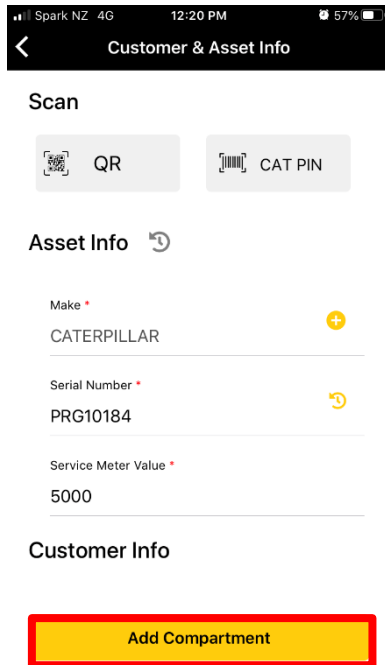 Spark NZ 4G 12:20 PM 57%
Customer & Asset Info
Scan
QR CAT PIN
Asset Info
Make *
CATERPILLAR
Serial Number *
PRG10184
Service Meter Value *
5000
Customer Info
Add Compartment